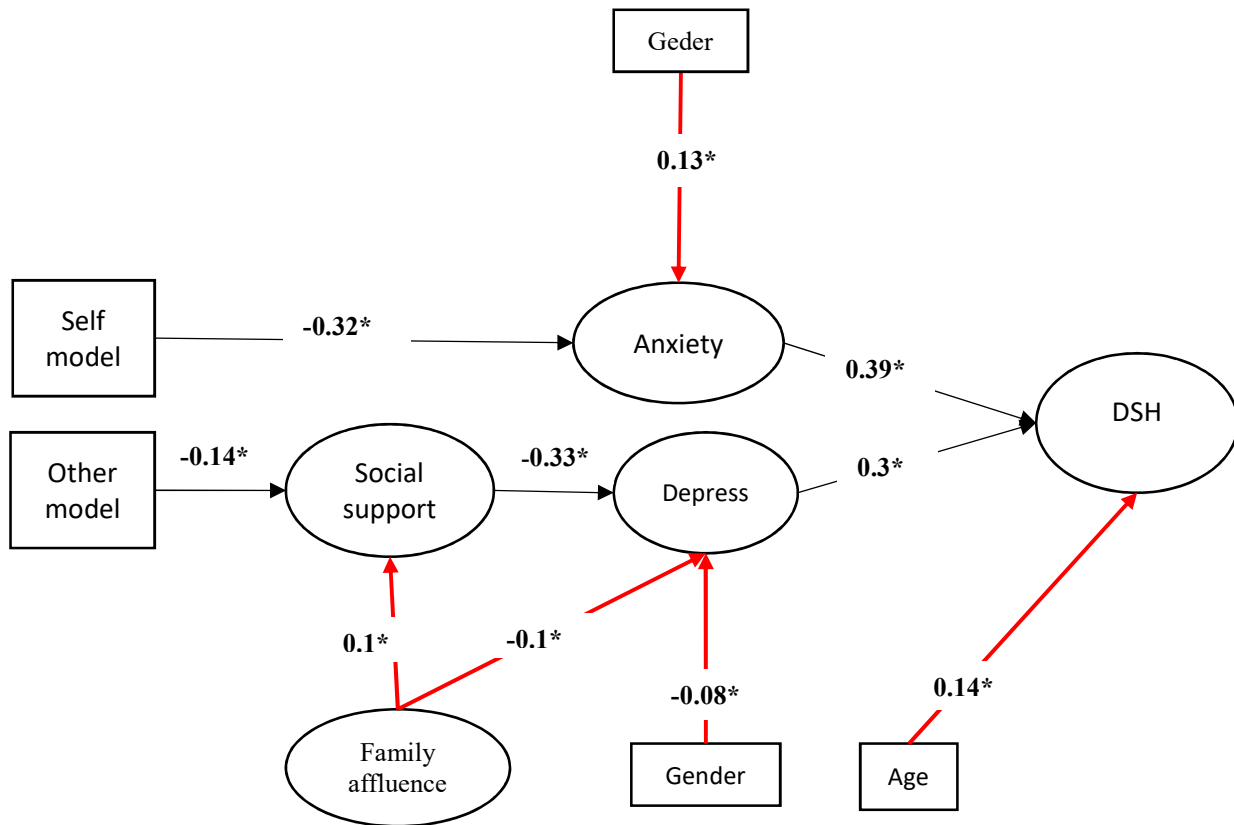 Geder
0.13*
Self
model
-0.32*
Anxiety
0.39*
DSH
Other
model
-0.14*
Social
support
-0.33*
Depress
0.3*
0.1*
-0.1*
-0.08*
0.14*
Family
affluence
Gender
Age